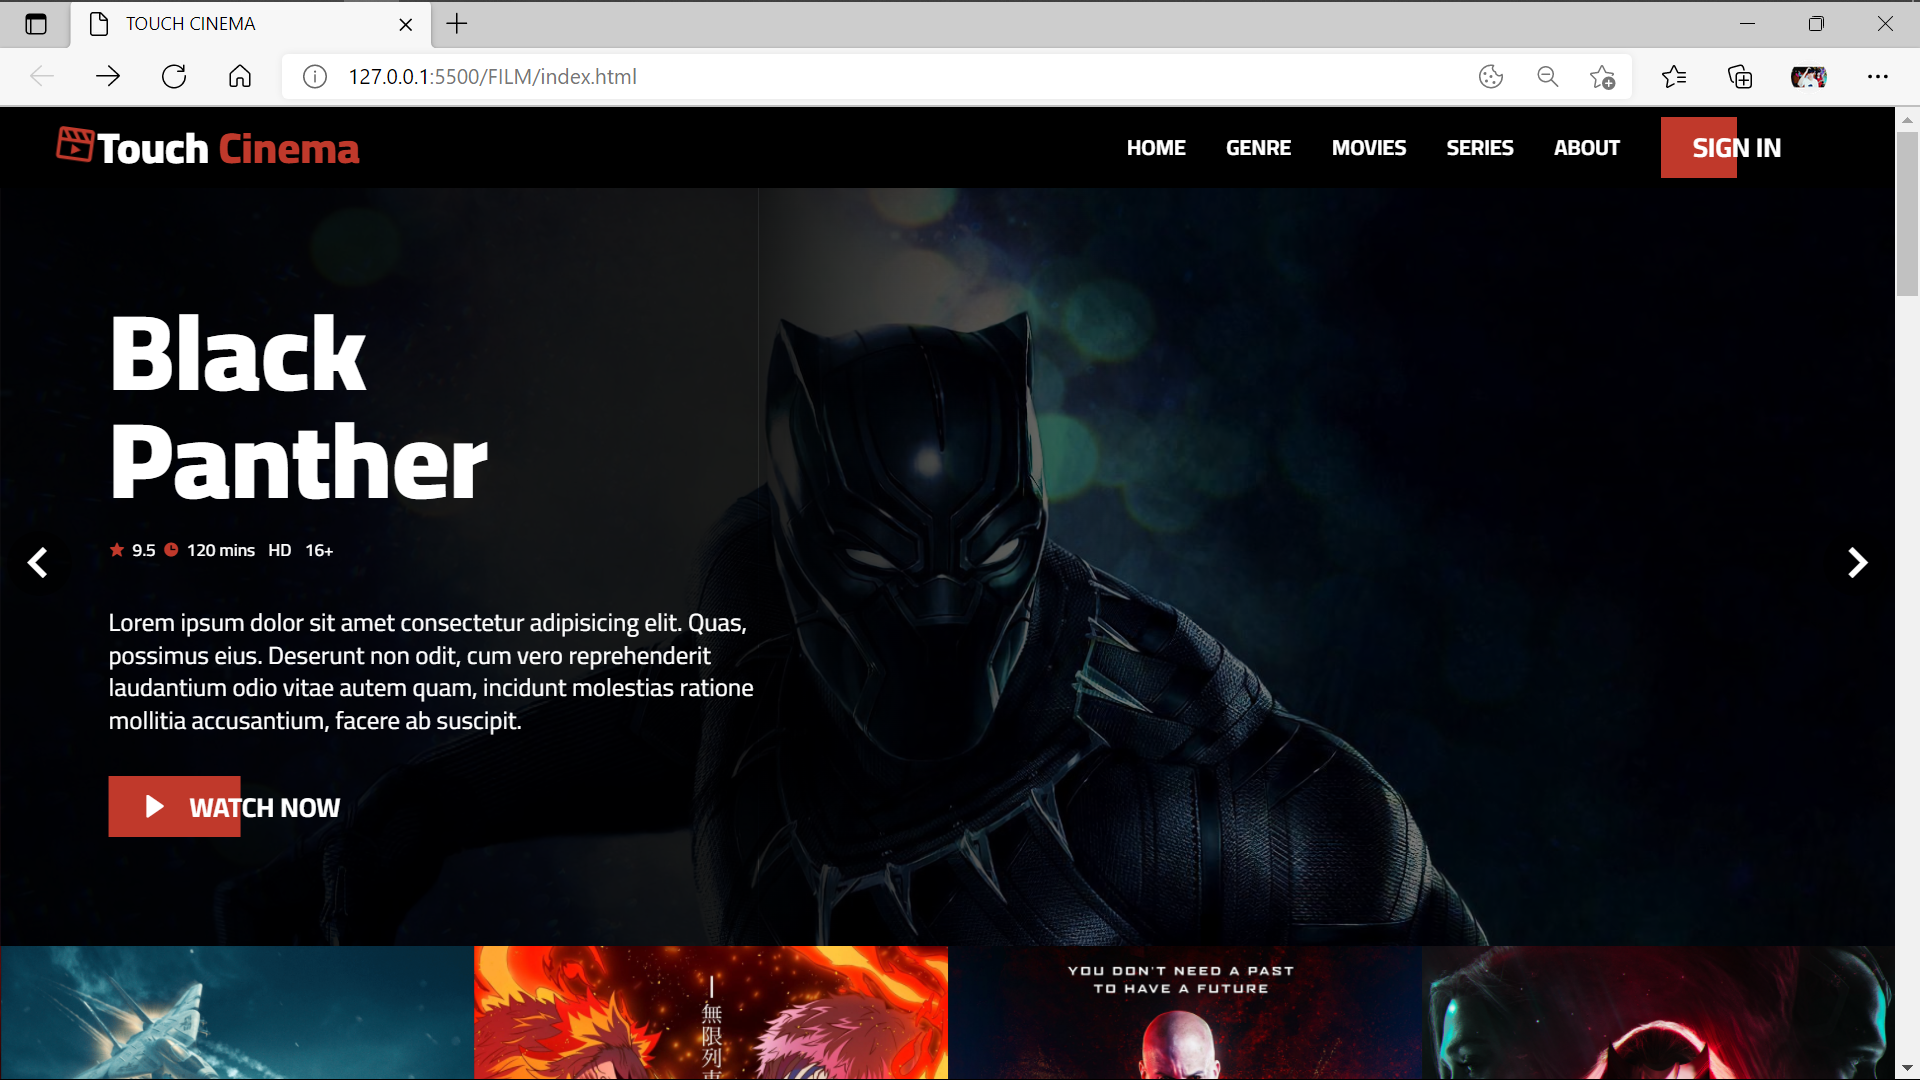 TOUCH CINEMA
127.0.0.1:5500/FILM/index.html
Touch Cinema
HOME GENRE MOVIES SERIES ABOUT SIGN IN
Black
Panther
9.5 120 mins HD 16+
Lorem ipsum dolor sit amet consectetur adipisicing elit. Quas,
possimus eius. Deserunt non odit, cum vero reprehenderit
laudantium odio vitae autem quam, incidunt molestias ratione
mollitia accusantium, facere ab suscipit.
WATCH NOW
無限列
YOU DON'T NEED A PAST
TO HAVE A FUTURE